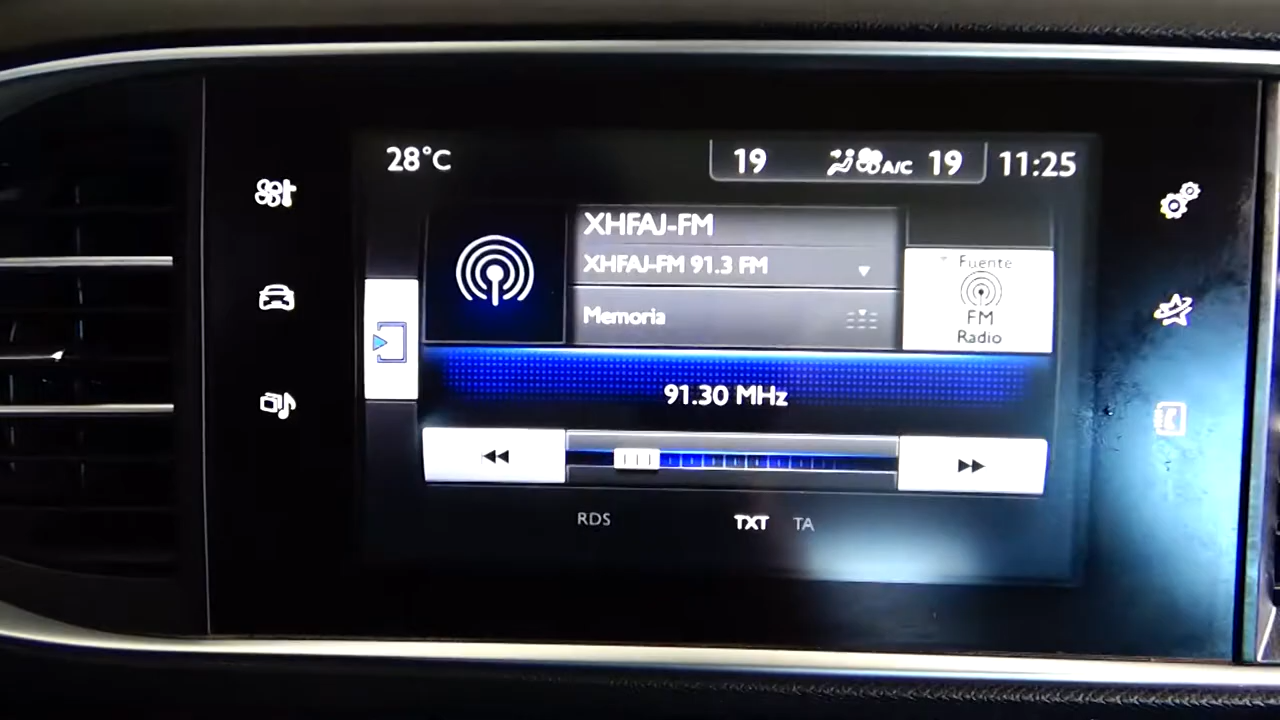 28°C 19 A/C 19 11:25
XHFAJ-FM
XHFAJ-FM 91.3 FM
Memoria
Fuente
FM
Radio
91.30 MHz
RDS TXT TA